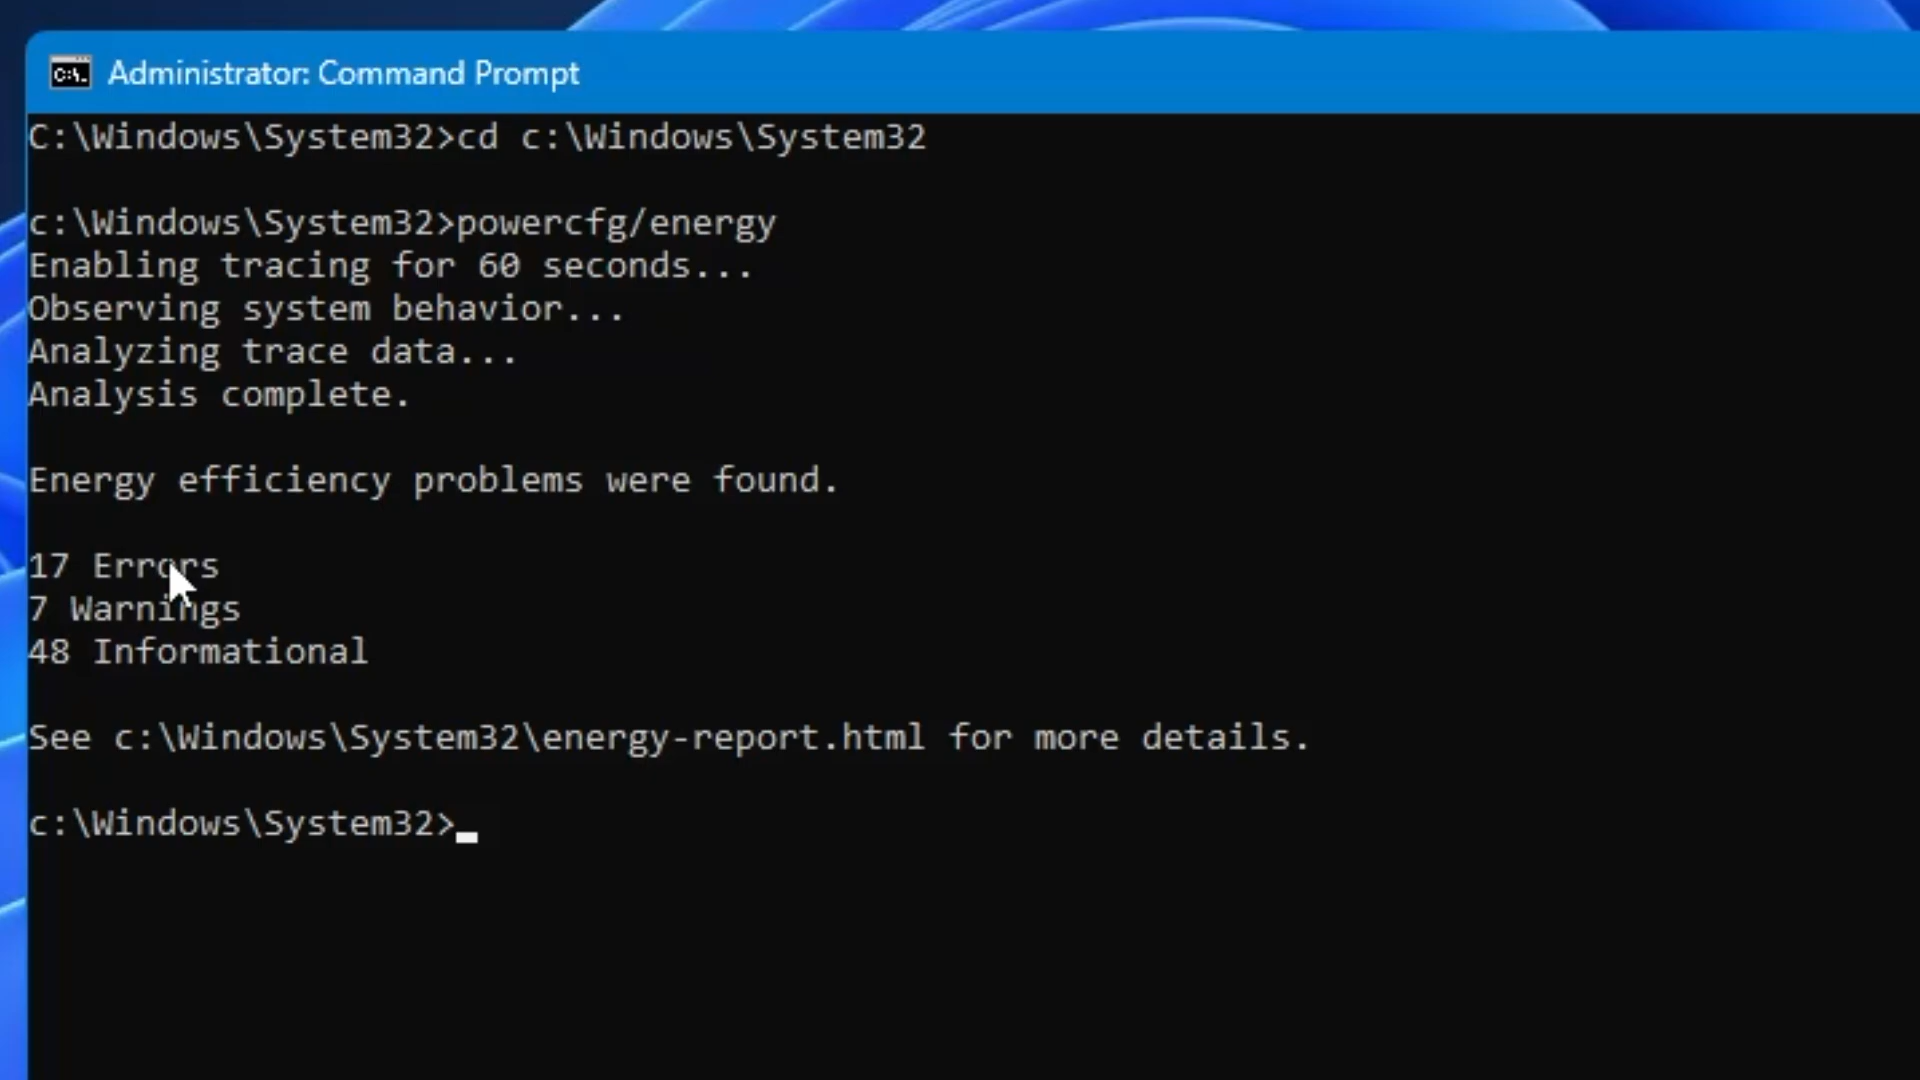 Administrator: Command Prompt
C:\Windows\System32>cd c:\Windows\System32
c:\Windows\System32>powercfg/energy
Enabling tracing for 60 seconds...
Observing system behavior...
Analyzing trace data...
Analysis complete.
Energy efficiency problems were found.
17 Errors
7 Warnings
48 Informational
See c:\Windows\System32\energy-report.html for more details.
c:\Windows\System32>